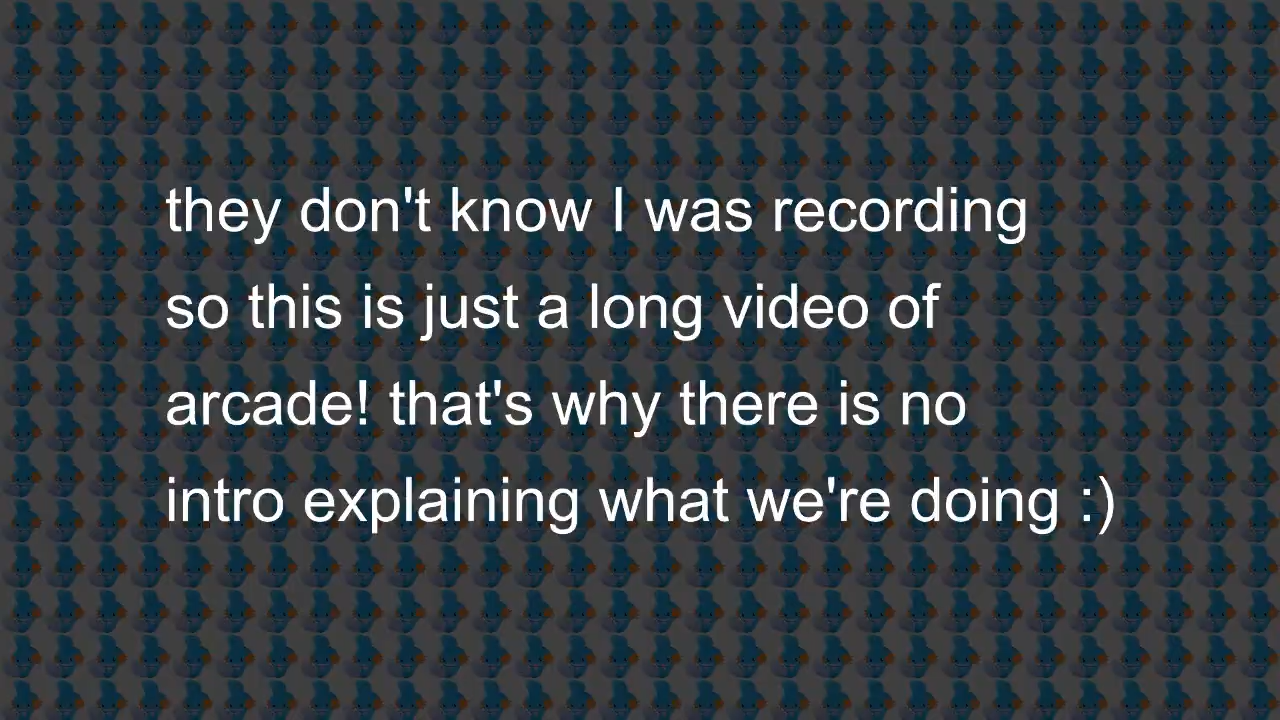 they don't know I was recording
so this is just a long video of
arcade! that's why there is no
intro explaining what we're doing :)